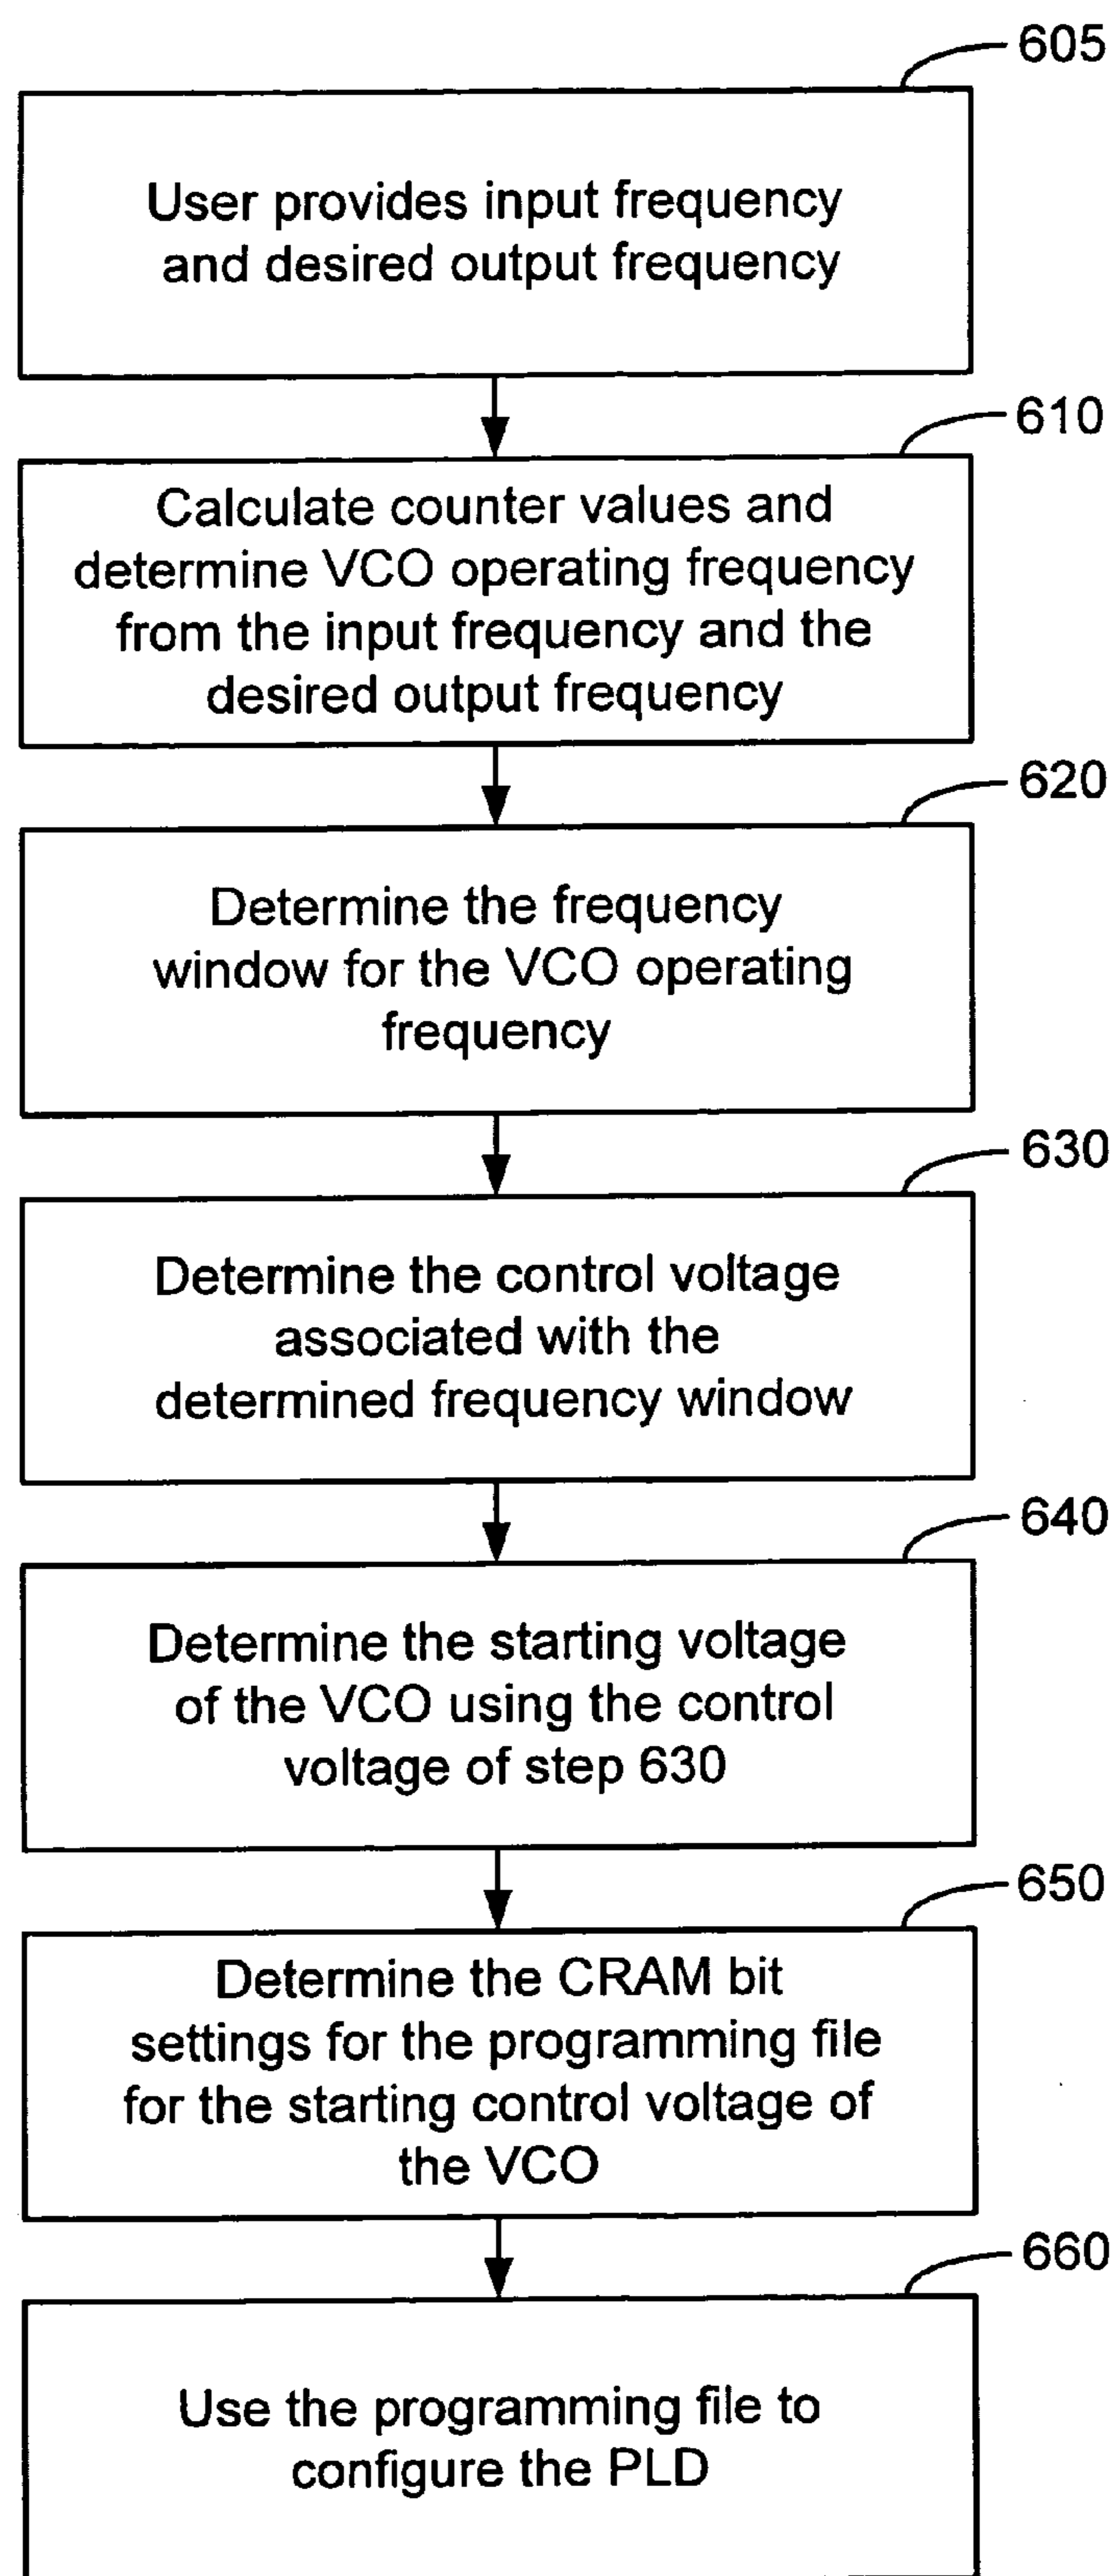 605
User provides input frequency
and desired output frequency
610
Calculate counter values and
determine VCO operating frequency
from the input frequency and the
desired output frequency
620
Determine the frequency
window for the VCO operating
frequency
630
Determine the control voltage
associated with the
determined frequency window
640
Determine the starting voltage
of the VCO using the control
voltage of step 630
650
Determine the CRAM bit
settings for the programming file
for the starting control voltage of
the VCO
660
Use the programming file to
configure the PLD